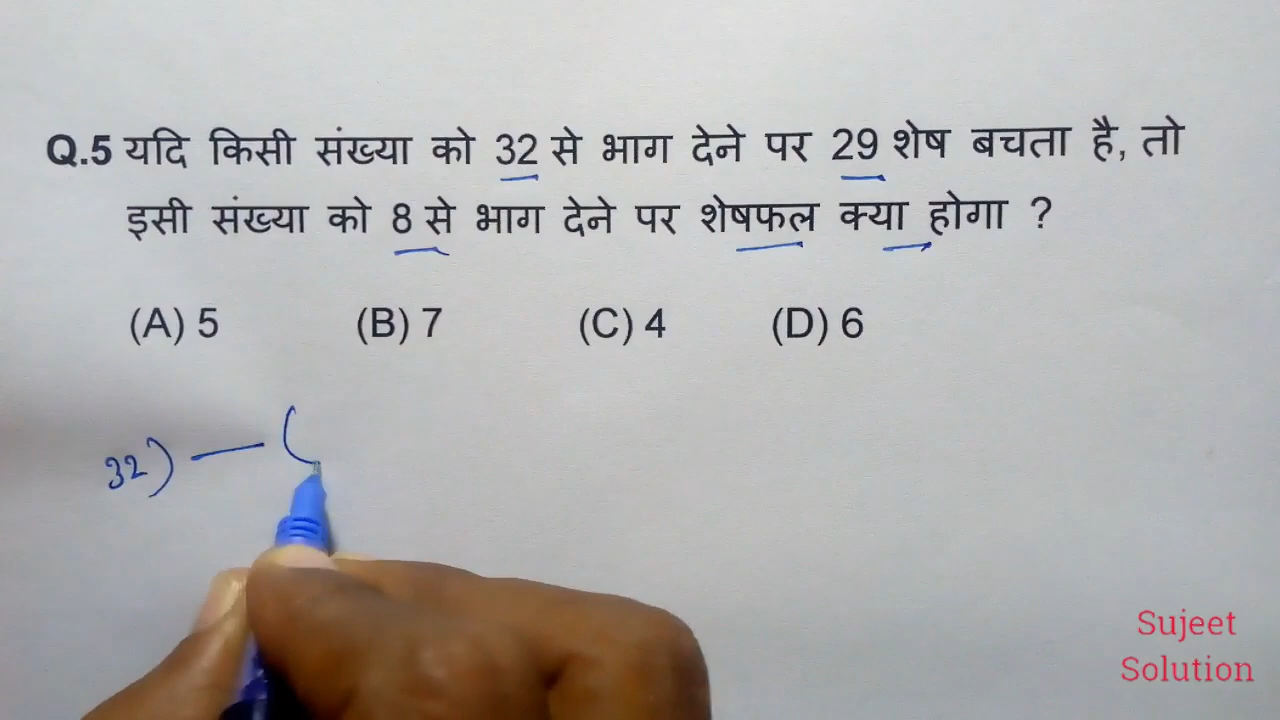 Q.5 यदि किसी संख्या को 32 से भाग देने पर 29 शेष बचता है, तो
इसी संख्या को 8 से भाग देने पर शेषफल क्या होगा ?
(A) 5 (B) 7 (C) 4 (D) 6
32) — (
Sujeet
Solution